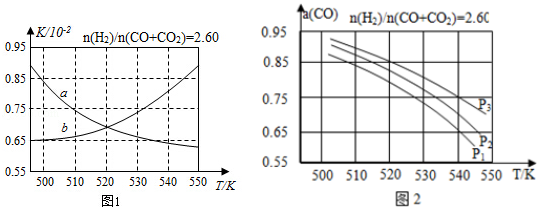 K/10⁻² n(H₂)/n(CO+CO₂)=2.60
0.95
0.85
0.75
0.65
0.55
a
b
500 510 520 530 540 550
T/K
图1
a(CO) n(H₂)/n(CO+CO₂)=2.60
0.95
0.85
0.75
0.65
0.55
P₃
P₂
P₁
500 510 520 530 540 550
T/K
图 2